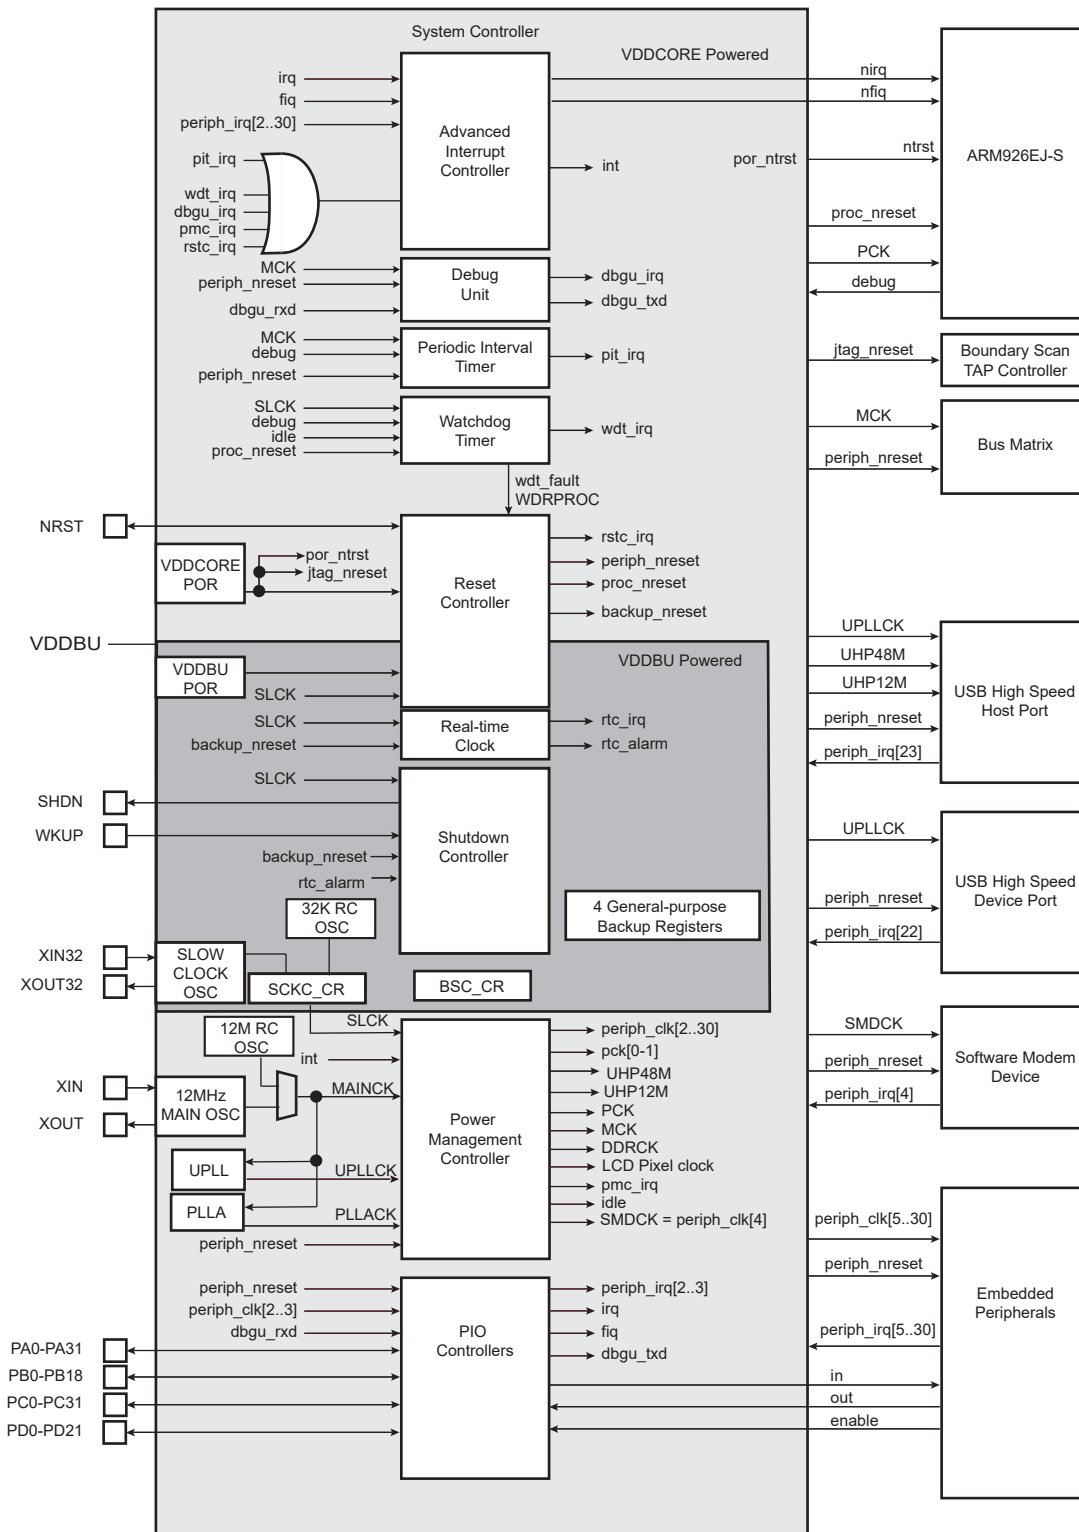 System Controller
VDDCORE Powered
irq
fiq
periph_irq[2..30]
pit_irq
wdt_irq
dbgu_irq
pmc_irq
rstc_irq
Advanced
Interrupt
Controller
int
por_ntrst
nirq
nfiq
ntrst
proc_nreset
PCK
debug
ARM926EJ-S
MCK
periph_nreset
dbgu_rxd
Debug
Unit
dbgu_irq
dbgu_txd
MCK
debug
periph_nreset
Periodic Interval
Timer
pit_irq
jtag_nreset
Boundary Scan
TAP Controller
SLCK
debug
idle
proc_nreset
Watchdog
Timer
wdt_irq
wdt_fault
WDRPROC
MCK
periph_nreset
Bus Matrix
NRST
VDDCORE
POR
por_ntrst
jtag_nreset
Reset
Controller
rstc_irq
periph_nreset
proc_nreset
backup_nreset
VDDBU
VDDBU Powered
VDDBU
POR
SLCK
SLCK
backup_nreset
Real-time
Clock
rtc_irq
rtc_alarm
UPLLCK
UHP48M
UHP12M
periph_nreset
periph_irq[23]
USB High Speed
Host Port
SLCK
SHDN
WKUP
backup_nreset
rtc_alarm
Shutdown
Controller
32K RC
OSC
4 General-purpose
Backup Registers
UPLLCK
periph_nreset
periph_irq[22]
USB High Speed
Device Port
XIN32
XOUT32
SLOW
CLOCK
OSC
SCKC_CR
BSC_CR
SLCK
12M RC
OSC
int
XIN
XOUT
12MHz
MAIN OSC
MAINCK
UPLL
UPLLCK
PLLA
PLLACK
periph_nreset
Power
Management
Controller
periph_clk[2..30]
pck[0-1]
UHP48M
UHP12M
PCK
MCK
DDRCK
LCD Pixel clock
pmc_irq
idle
SMDCK = periph_clk[4]
SMDCK
periph_nreset
periph_irq[4]
Software Modem
Device
periph_nreset
periph_clk[2..3]
dbgu_rxd
PA0-PA31
PB0-PB18
PC0-PC31
PD0-PD21
PIO
Controllers
periph_irq[2..3]
irq
fiq
dbgu_txd
periph_clk[5..30]
periph_nreset
periph_irq[5..30]
in
out
enable
Embedded
Peripherals